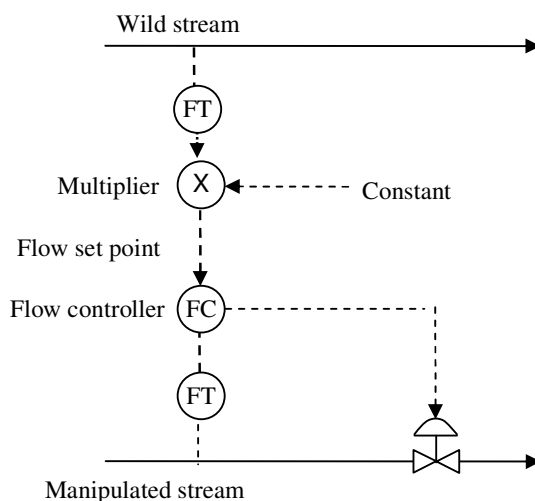 Wild stream
FT
Multiplier
X
Constant
Flow set point
Flow controller
FC
FT
Manipulated stream